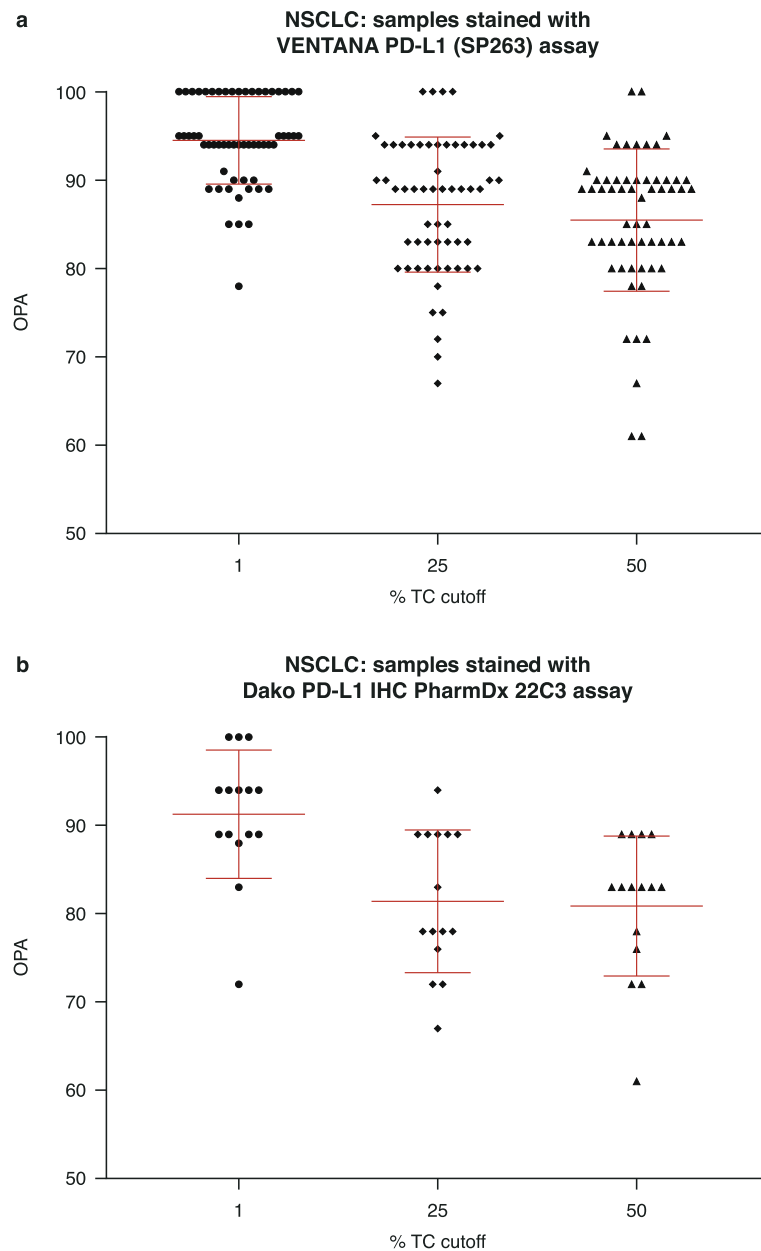 a
NSCLC: samples stained with
VENTANA PD-L1 (SP263) assay
100
90
80
70
60
50
OPA
1
25
50
% TC cutoff
b
NSCLC: samples stained with
Dako PD-L1 IHC PharmDx 22C3 assay
100
90
80
70
60
50
OPA
1
25
50
% TC cutoff